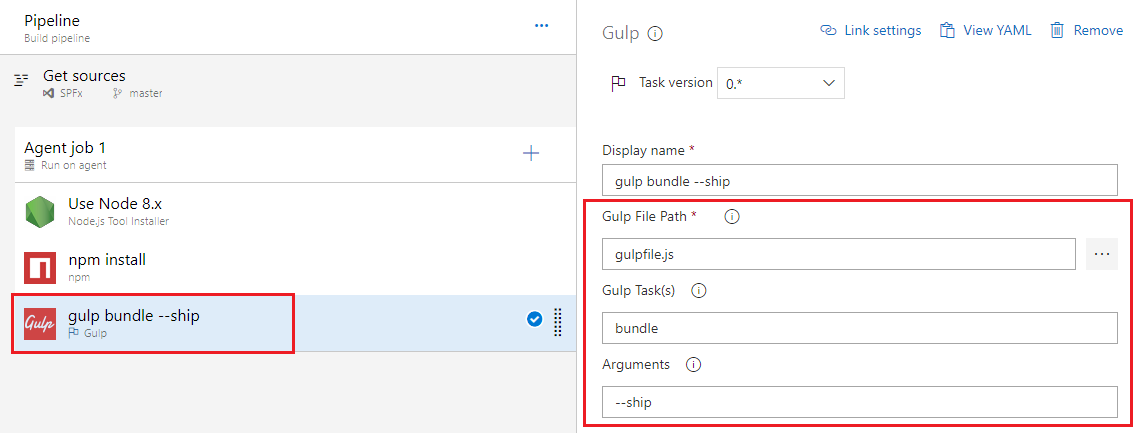 Pipeline
Build pipeline
...
Get sources
SPFx master
Agent job 1
Run on agent
Use Node 8.x
Node.js Tool Installer
npm install
npm
Gulp
gulp bundle --ship
Gulp
Gulp
Link settings View YAML Remove
Task version 0.*
Display name *
gulp bundle --ship
Gulp File Path *
gulpfile.js
...
Gulp Task(s)
bundle
Arguments
--ship